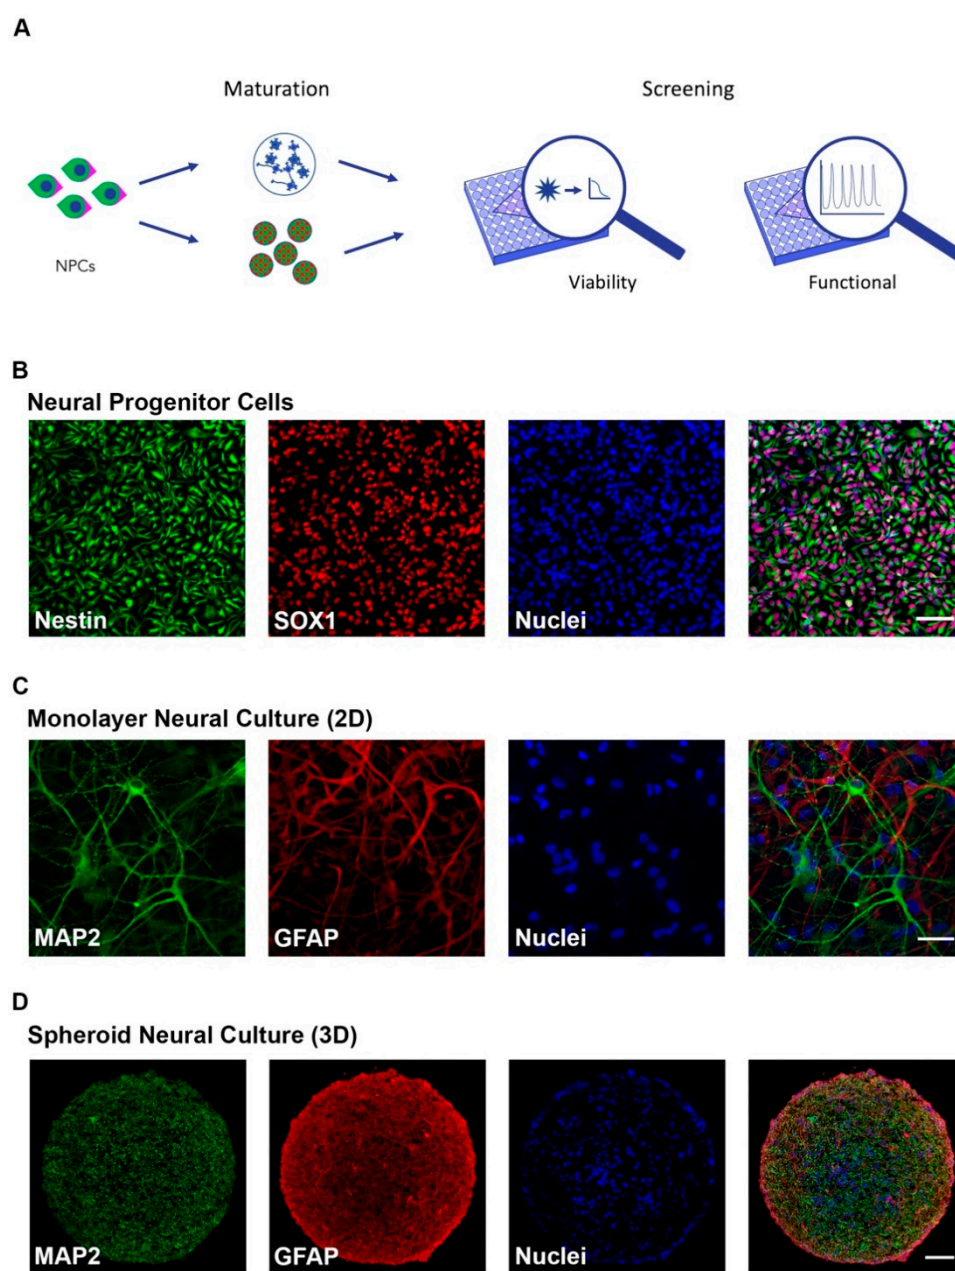 A
Maturation
Screening
NPCs
Viability
Functional
B
Neural Progenitor Cells
Nestin
SOX1
Nuclei
C
Monolayer Neural Culture (2D)
MAP2
GFAP
Nuclei
D
Spheroid Neural Culture (3D)
MAP2
GFAP
Nuclei